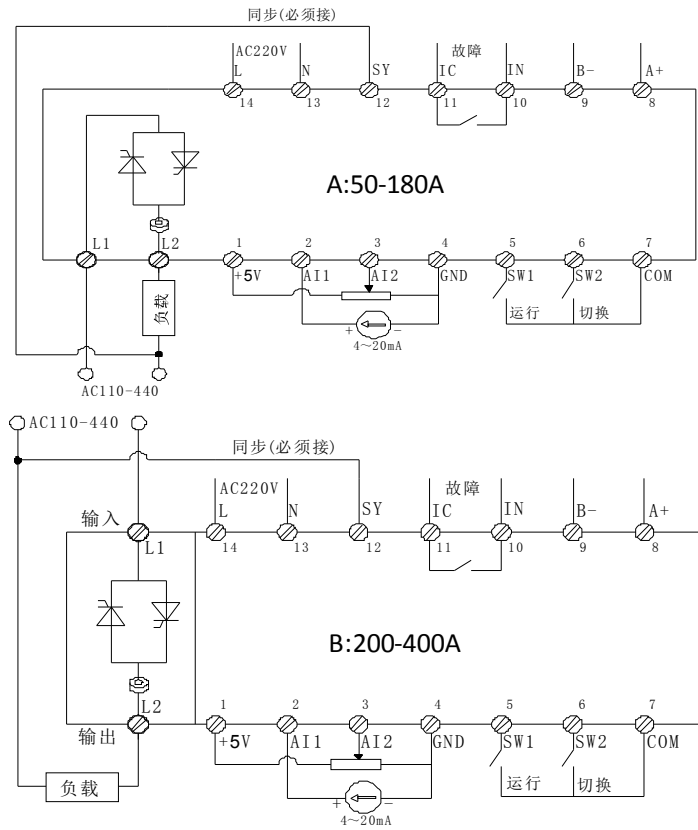 同步(必须接)
AC220V 故障
L N SY IC IN B- A+
14 13 12 11 10 9 8
A:50-180A
L1 L2 1 2 3 4 5 6 7
+5V AI1 AI2 GND SW1 SW2 COM
负载
+ - 运行 切换
4~20mA
AC110-440
AC110-440
同步(必须接)
AC220V 故障
L N SY IC IN B- A+
输入
L1 14 13 12 11 10 9 8
B:200-400A
L2 1 2 3 4 5 6 7
输出 +5V AI1 AI2 GND SW1 SW2 COM
负载 运行 切换
+ -
4~20mA